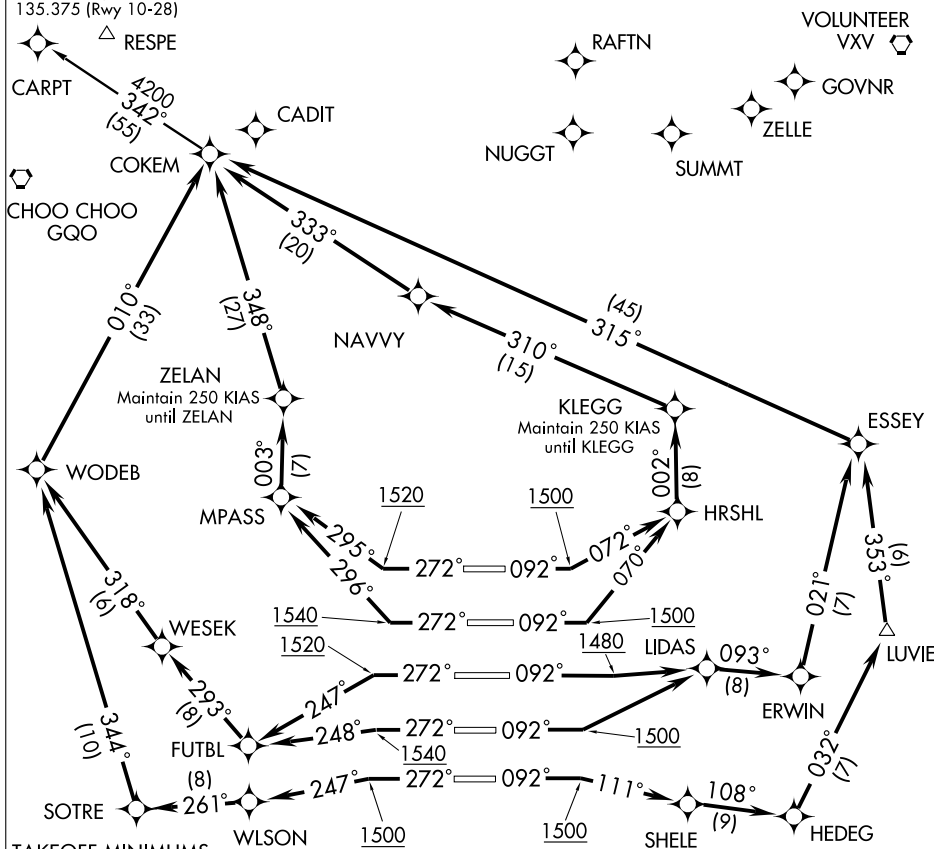 135.375 (Rwy 10-28)
RESPE
CARPT
4200
342°
(55)
CADIT
COKEM
CHOO CHOO
GQO
RAFTN
VOLUNTEER
VXV
GOVNR
ZELLE
NUGGT
SUMMT
333°
(20)
(45)
315°
010°
(33)
348°
(27)
NAVVY
310°
(15)
ZELAN
Maintain 250 KIAS
until ZELAN
KLEGG
Maintain 250 KIAS
until KLEGG
ESSEY
WODEB
003°
(7)
002°
(8)
MPASS
1520
1500
HRSHL
295°
272°
092°
072°
296°
070°
353°
(9)
318°
(6)
1540
272°
092°
1500
021°
(7)
WESEK
1520
1480
LIDAS
093°
(8)
LUVIE
272°
092°
ERWIN
293°
(8)
247°
344°
(10)
FUTBL
248°
272°
092°
1540
1500
032°
(7)
(8)
261°
247°
272°
092°
111°
108°
(9)
SOTRE
WLSON
1500
1500
SHELE
HEDEG
TAKEOFF MINIMUMS